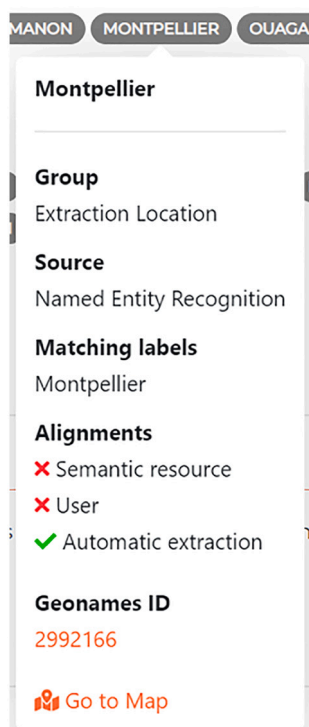 MANON MONTPELLIER OUAGA
Montpellier
Group
Extraction Location
Source
Named Entity Recognition
Matching labels
Montpellier
Alignments
Semantic resource
User
Automatic extraction
Geonames ID
2992166
Go to Map